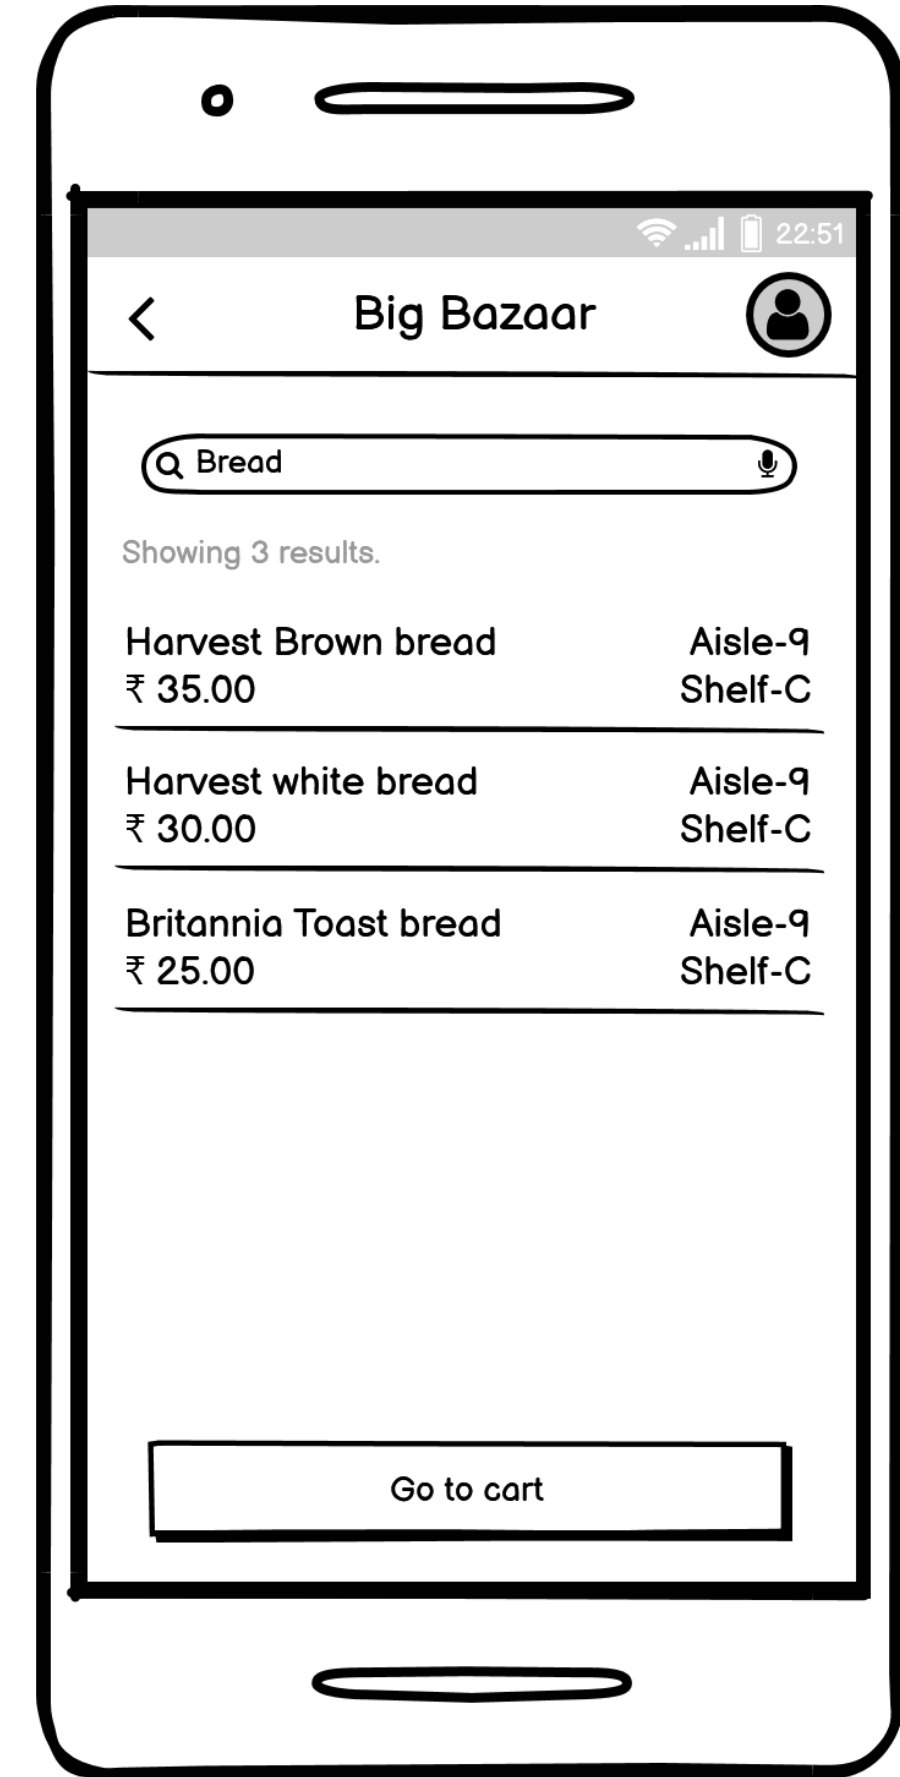 22:51
Big Bazaar
Bread
Showing 3 results.
Harvest Brown bread Aisle-9
₹ 35.00 Shelf-C
Harvest white bread Aisle-9
₹ 30.00 Shelf-C
Britannia Toast bread Aisle-9
₹ 25.00 Shelf-C
Go to cart